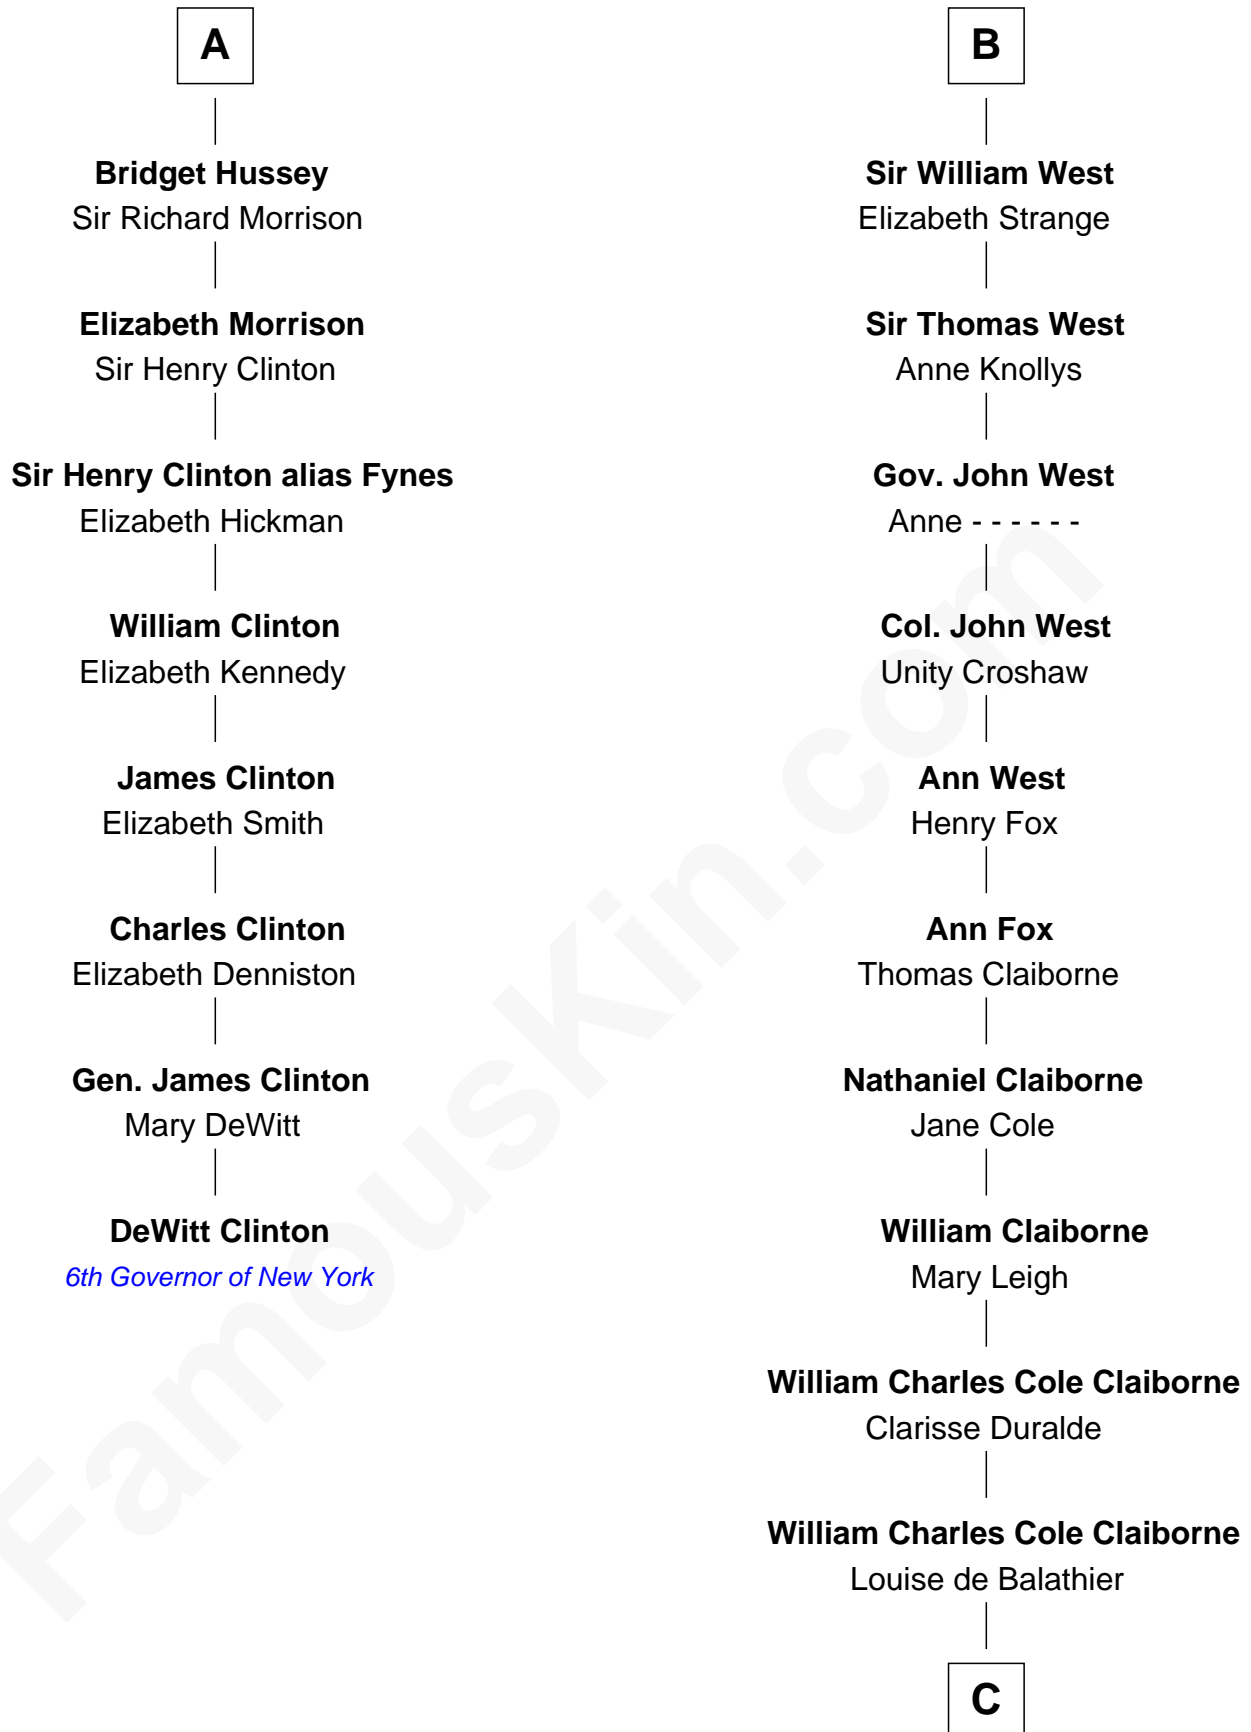 A
Bridget Hussey
Sir Richard Morrison
Elizabeth Morrison
Sir Henry Clinton
Sir Henry Clinton alias Fynes
Elizabeth Hickman
William Clinton
Elizabeth Kennedy
James Clinton
Elizabeth Smith
Charles Clinton
Elizabeth Denniston
Gen. James Clinton
Mary DeWitt
DeWitt Clinton
6th Governor of New York
B
Sir William West
Elizabeth Strange
Sir Thomas West
Anne Knollys
Gov. John West
Anne - - - - - -
Col. John West
Unity Croshaw
Ann West
Henry Fox
Ann Fox
Thomas Claiborne
Nathaniel Claiborne
Jane Cole
William Claiborne
Mary Leigh
William Charles Cole Claiborne
Clarisse Duralde
William Charles Cole Claiborne
Louise de Balathier
C
FamousKin.com